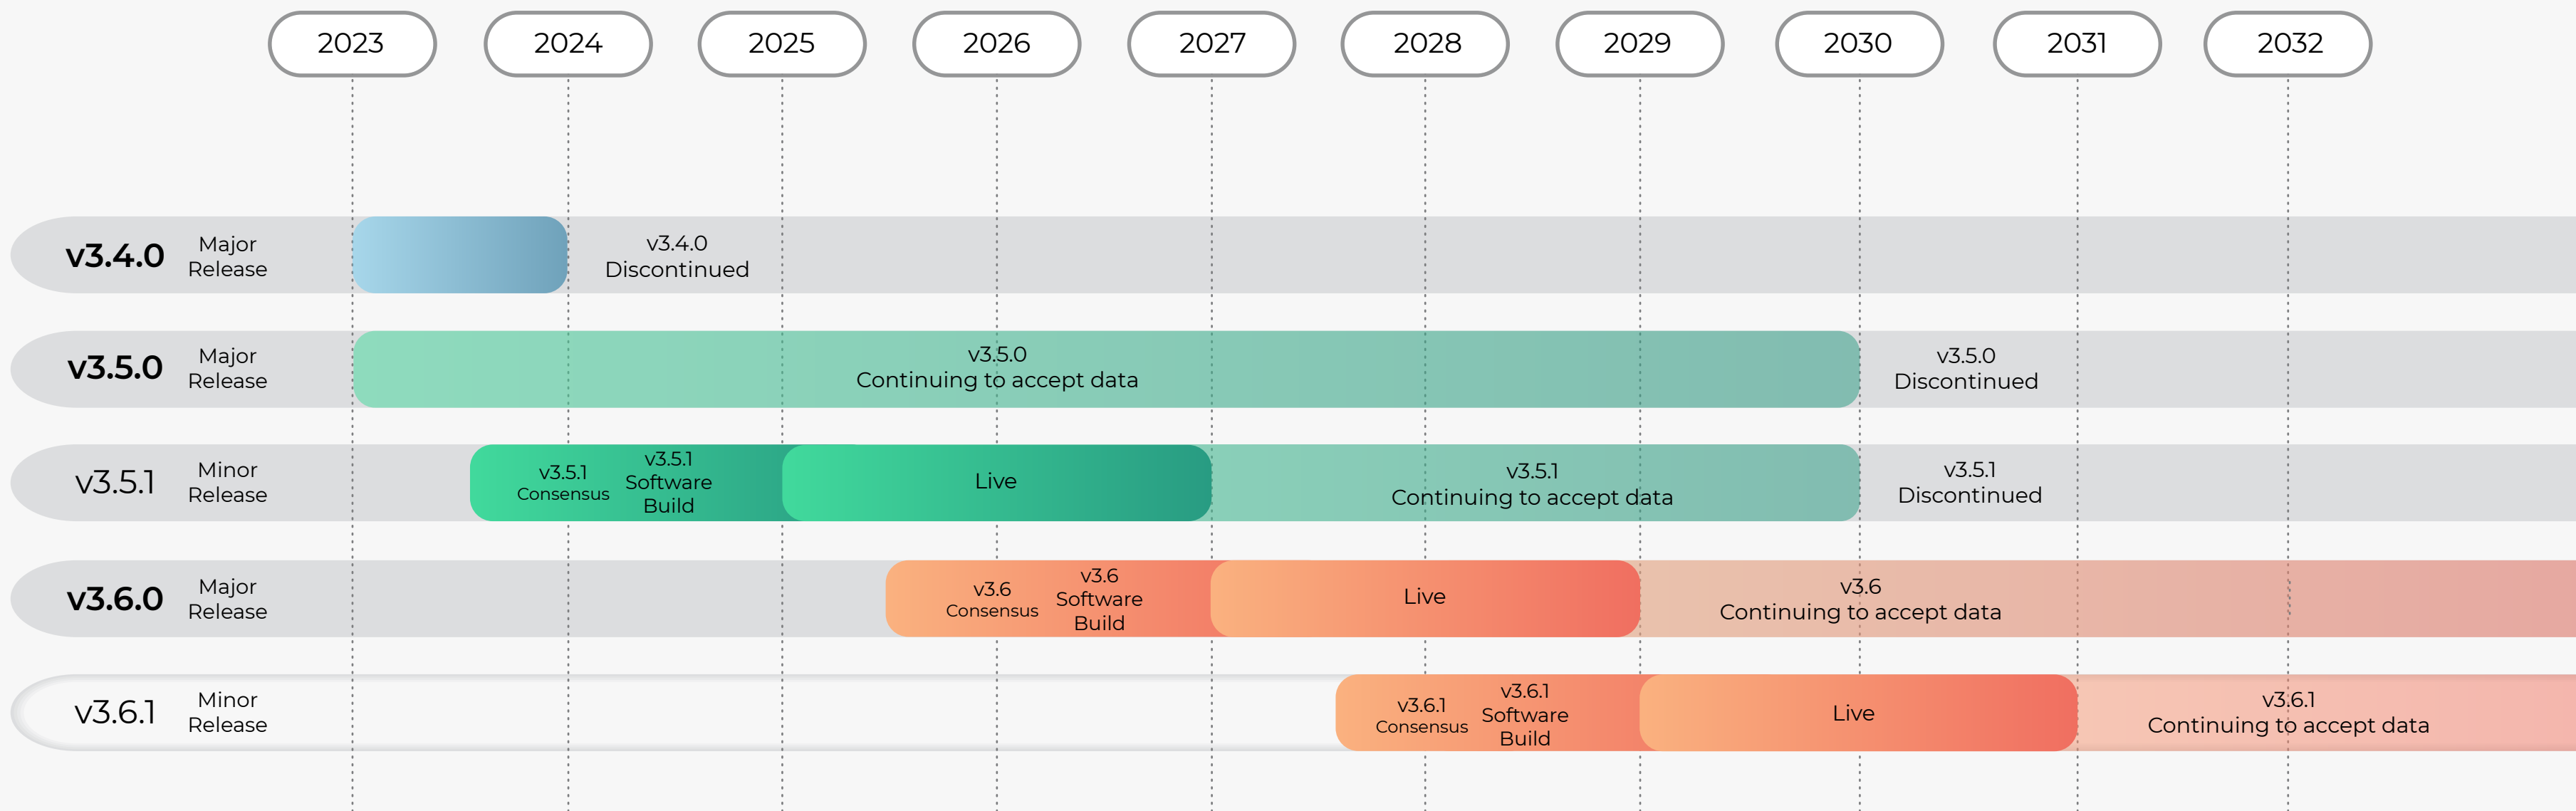 2023
2024
2025
2026
2027
2028
2029
2030
2031
2032
v3.4.0
Major
Release
v3.4.0
Discontinued
v3.5.0
Major
Release
v3.5.0
Continuing to accept data
v3.5.0
Discontinued
v3.5.1
Minor
Release
v3.5.1
Consensus
v3.5.1
Software
Build
Live
v3.5.1
Continuing to accept data
v3.5.1
Discontinued
v3.6.0
Major
Release
v3.6
Consensus
v3.6
Software
Build
Live
v3.6
Continuing to accept data
v3.6.1
Minor
Release
v3.6.1
Consensus
v3.6.1
Software
Build
Live
v3.6.1
Continuing to accept data